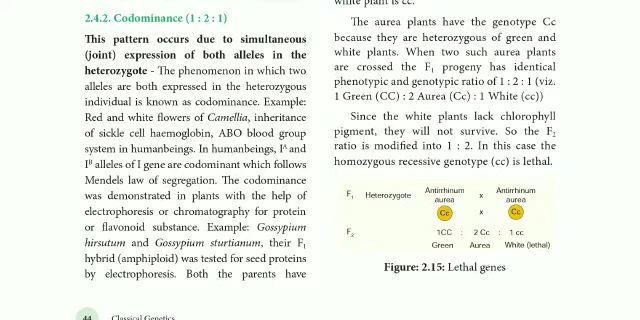 2.4.2. Codominance (1 : 2 : 1)
This pattern occurs due to simultaneous
(joint) expression of both alleles in the
heterozygote - The phenomenon in which two
alleles are both expressed in the heterozygous
individual is known as codominance. Example:
Red and white flowers of Camellia, inheritance
of sickle cell haemoglobin, ABO blood group
system in humanbeings. In humanbeings, Iᴬ and
Iᴮ alleles of I gene are codominant which follows
Mendels law of segregation. The codominance
was demonstrated in plants with the help of
electrophoresis or chromatography for protein
or flavonoid substance. Example: Gossypium
hirsutum and Gossypium sturtianum, their F₁
hybrid (amphiploid) was tested for seed proteins
by electrophoresis. Both the parents have
white plant is cc.
The aurea plants have the genotype Cc
because they are heterozygous of green and
white plants. When two such aurea plants
are crossed the F₁ progeny has identical
phenotypic and genotypic ratio of 1 : 2 : 1 (viz.
1 Green (CC) : 2 Aurea (Cc) : 1 White (cc))
Since the white plants lack chlorophyll
pigment, they will not survive. So the F₂
ratio is modified into 1 : 2. In this case the
homozygous recessive genotype (cc) is lethal.
F₁ Heterozygote Antirrhinum x Antirrhinum
aurea aurea
Cc x Cc
F₂ 1CC : 2 Cc : 1 cc
Green Aurea White (lethal)
Figure: 2.15: Lethal genes
44 Classical Genetics